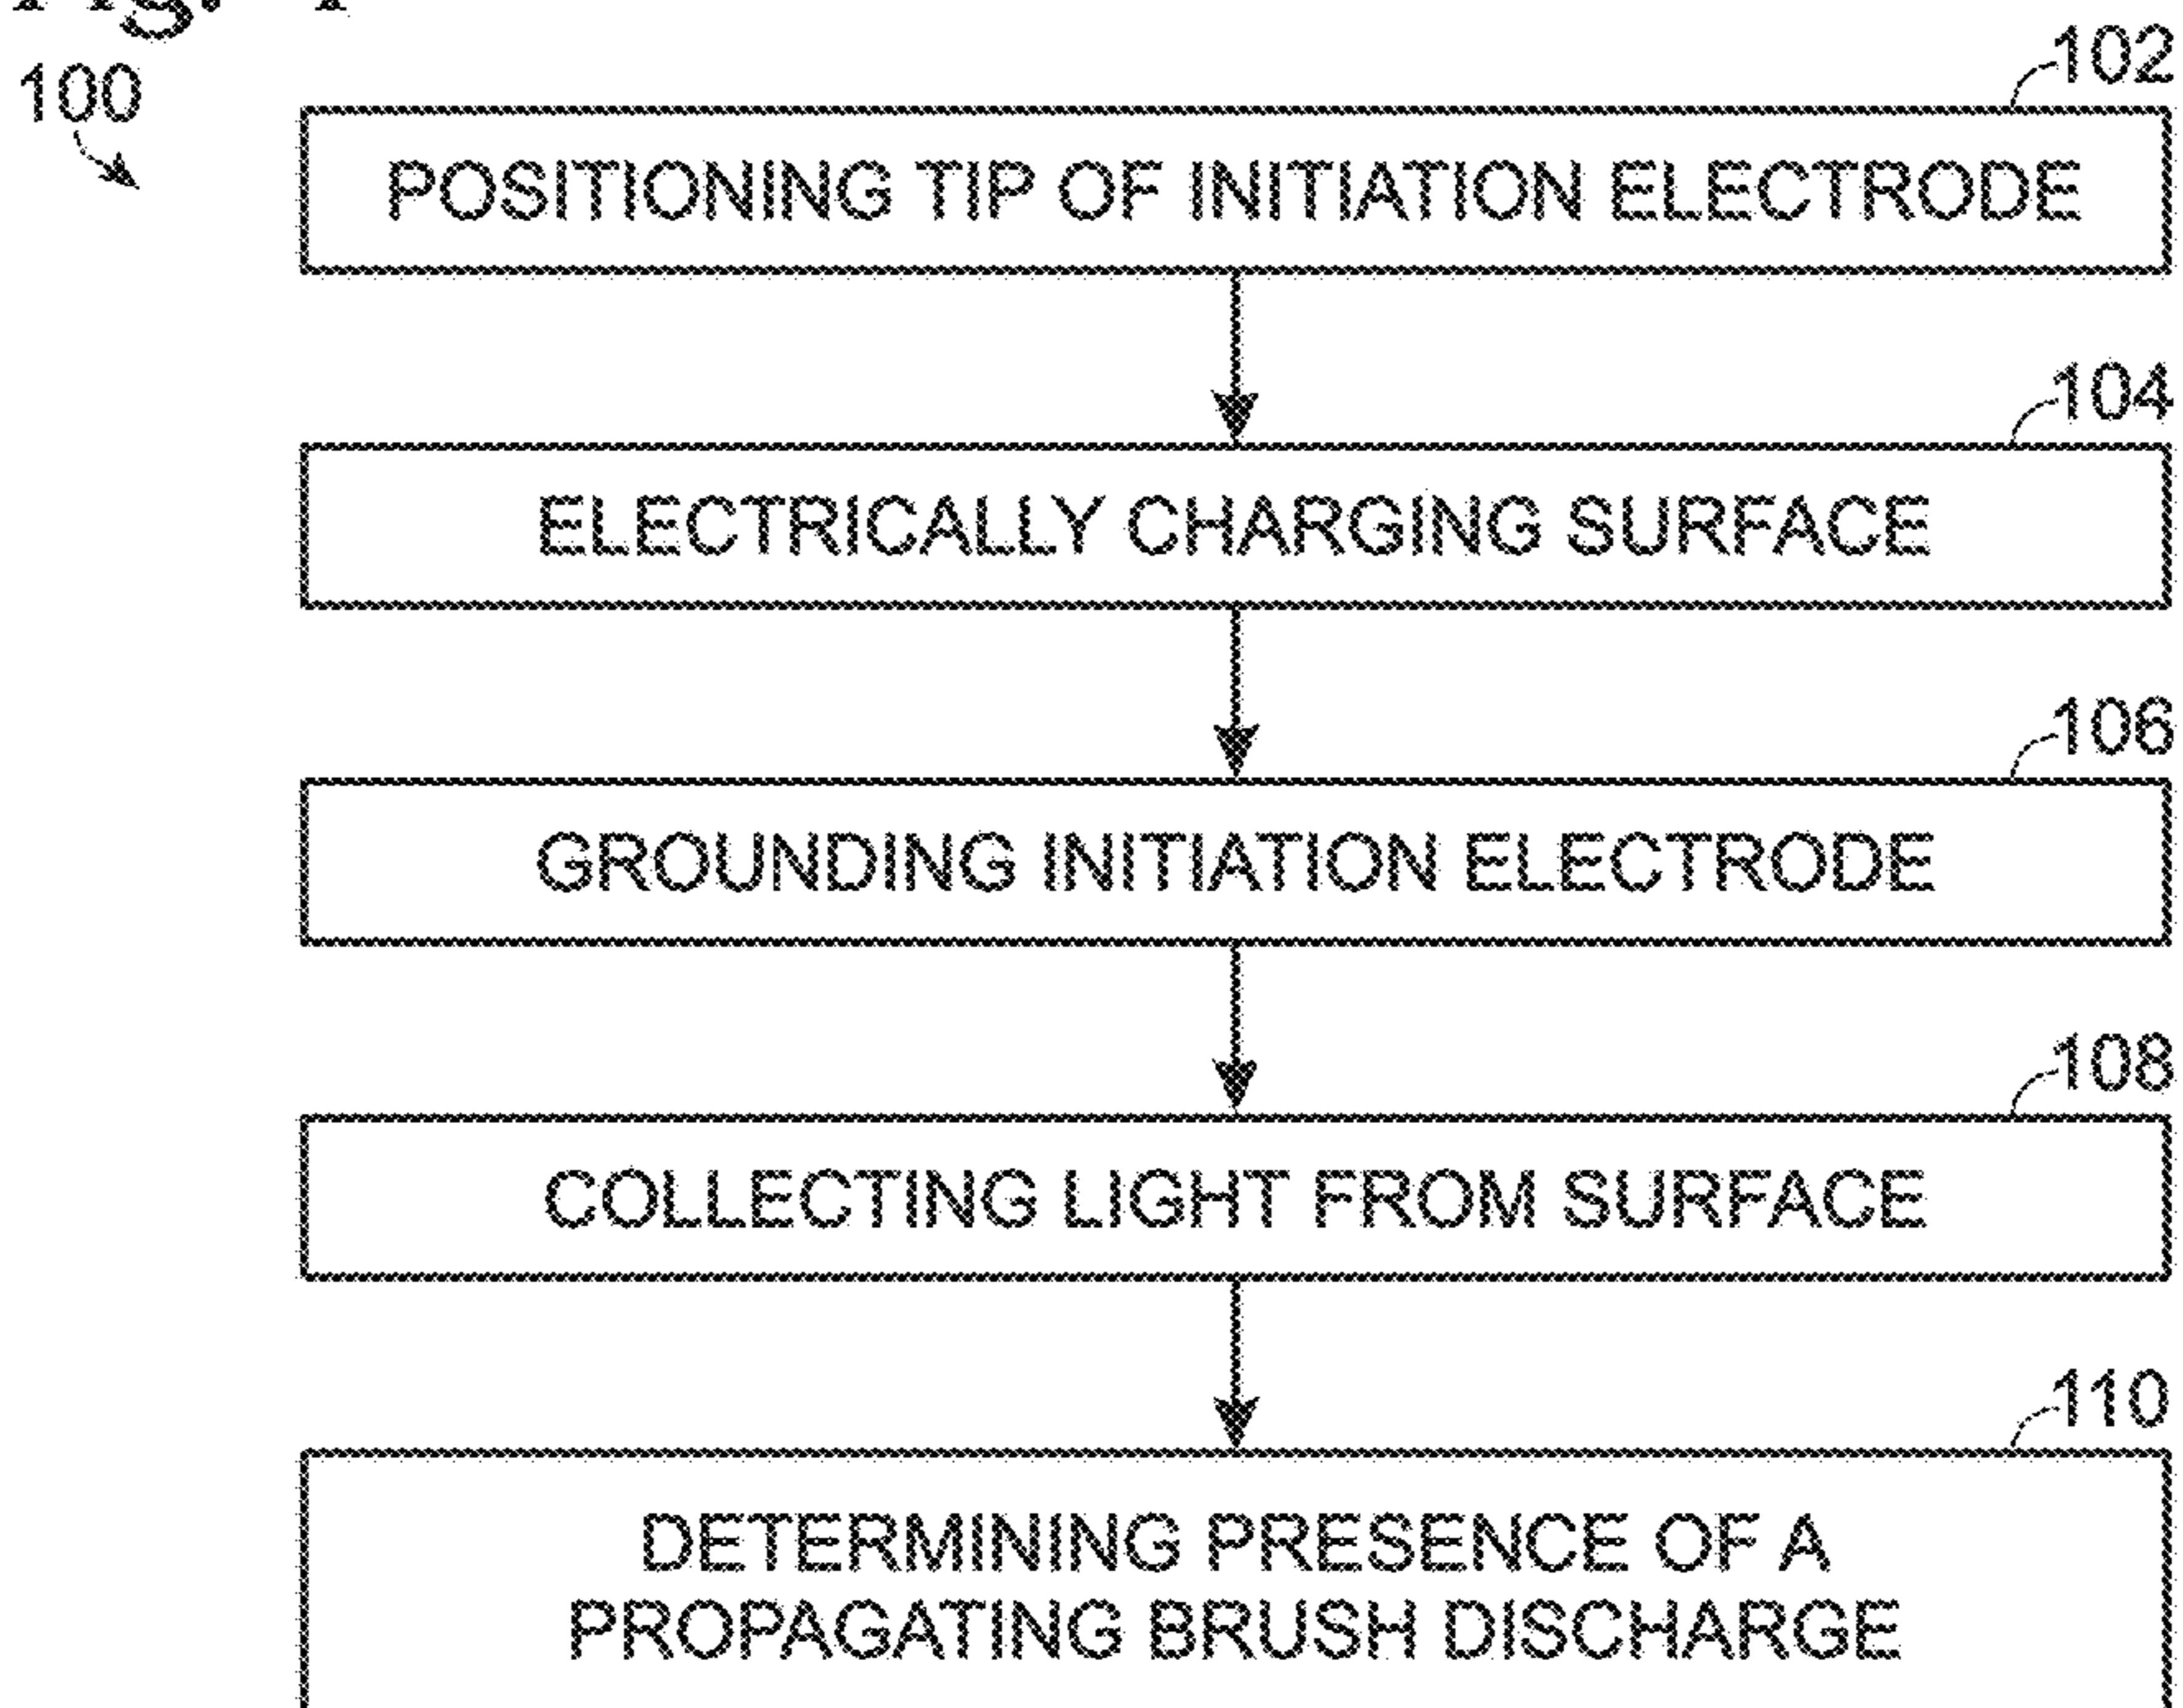 100
102
POSITIONING TIP OF INITIATION ELECTRODE
104
ELECTRICALLY CHARGING SURFACE
106
GROUNDING INITIATION ELECTRODE
108
COLLECTING LIGHT FROM SURFACE
110
DETERMINING PRESENCE OF A
PROPAGATING BRUSH DISCHARGE